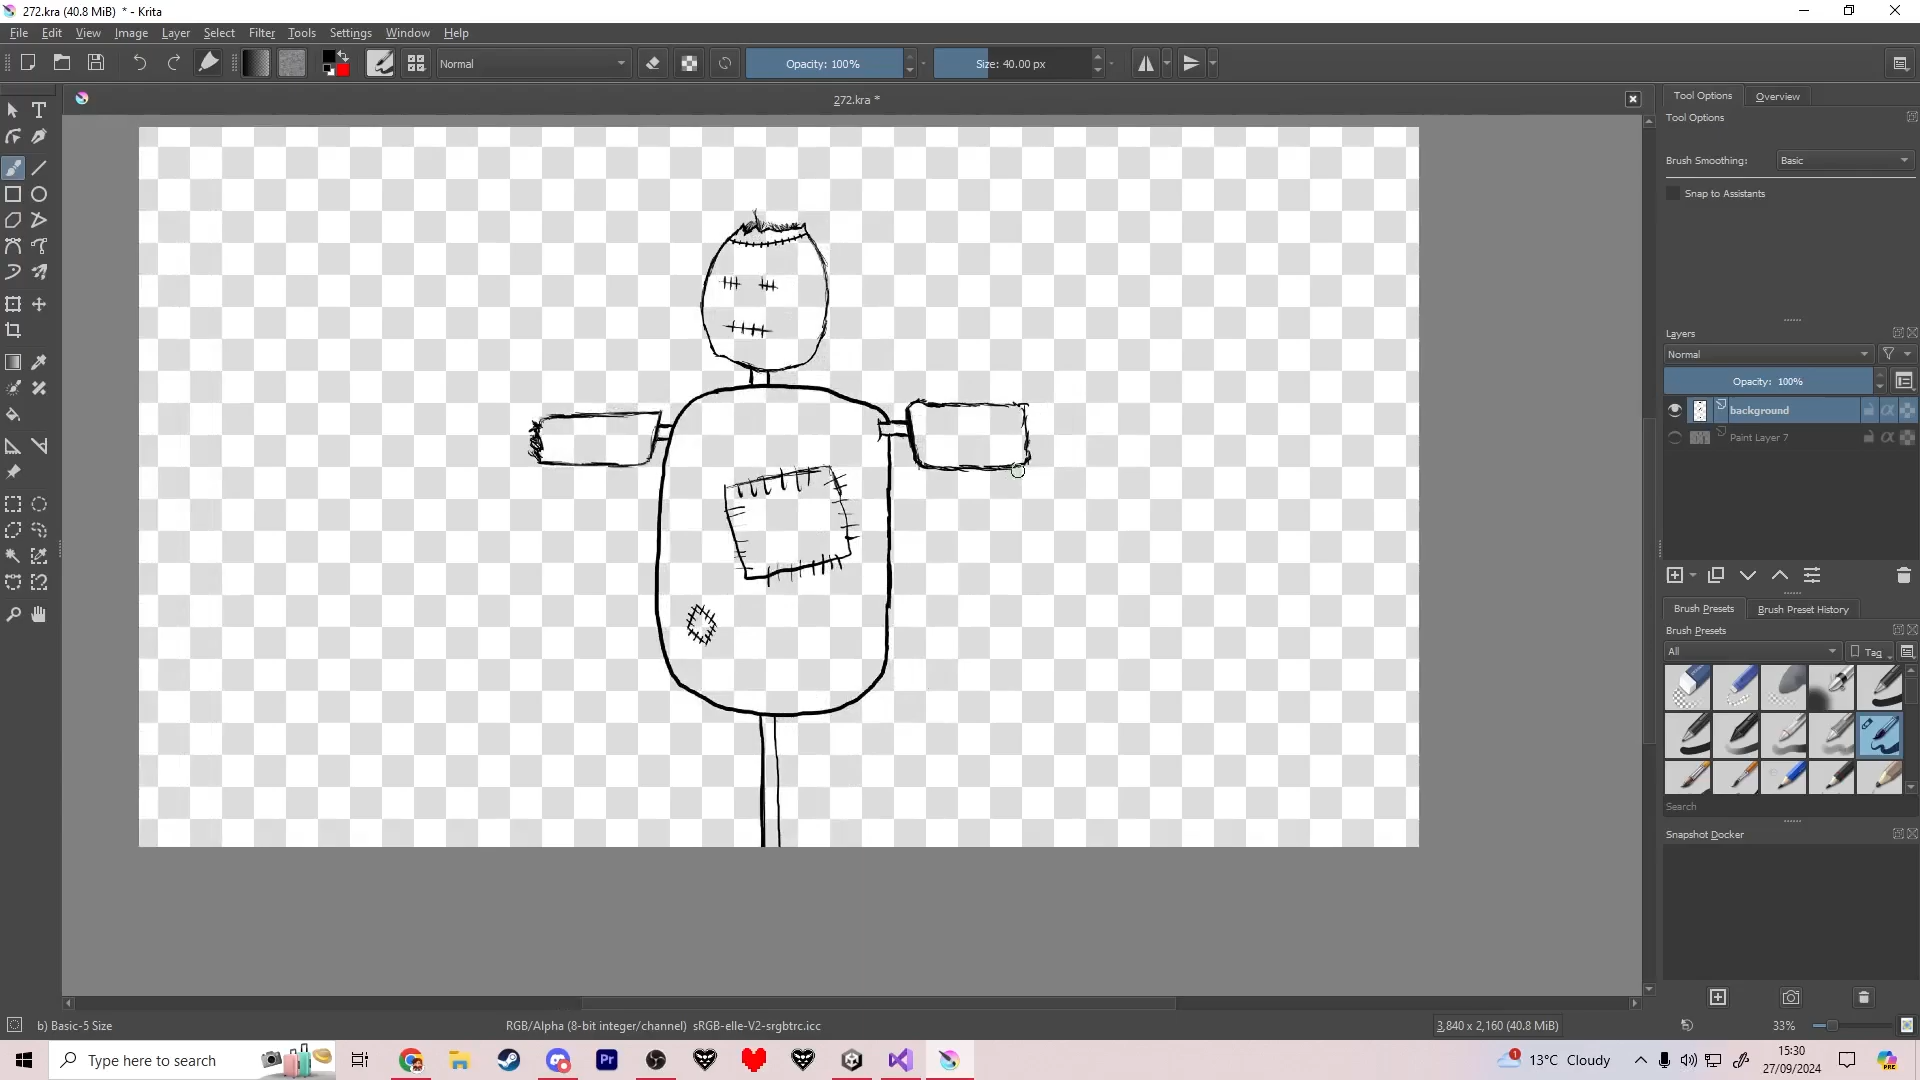 272.kra (40.8 MiB) * - Krita
File Edit View Image Layer Select Filter Tools Settings Window Help
Normal
Opacity: 100%
Size: 40.00 px
272.kra *
Tool Options
Overview
Tool Options
Brush Smoothing:
Basic
Snap to Assistants
Layers
Normal
Opacity: 100%
background
Paint Layer 7
Brush Presets
Brush Preset History
Brush Presets
All
Tag
Search
Snapshot Docker
b) Basic-5 Size
RGB/Alpha (8-bit integer/channel) sRGB-elle-V2-srgbtrc.icc
3,840 x 2,160 (40.8 MiB)
33%
Type here to search
Pr
1
13°C Cloudy
15:30
27/09/2024
PRE